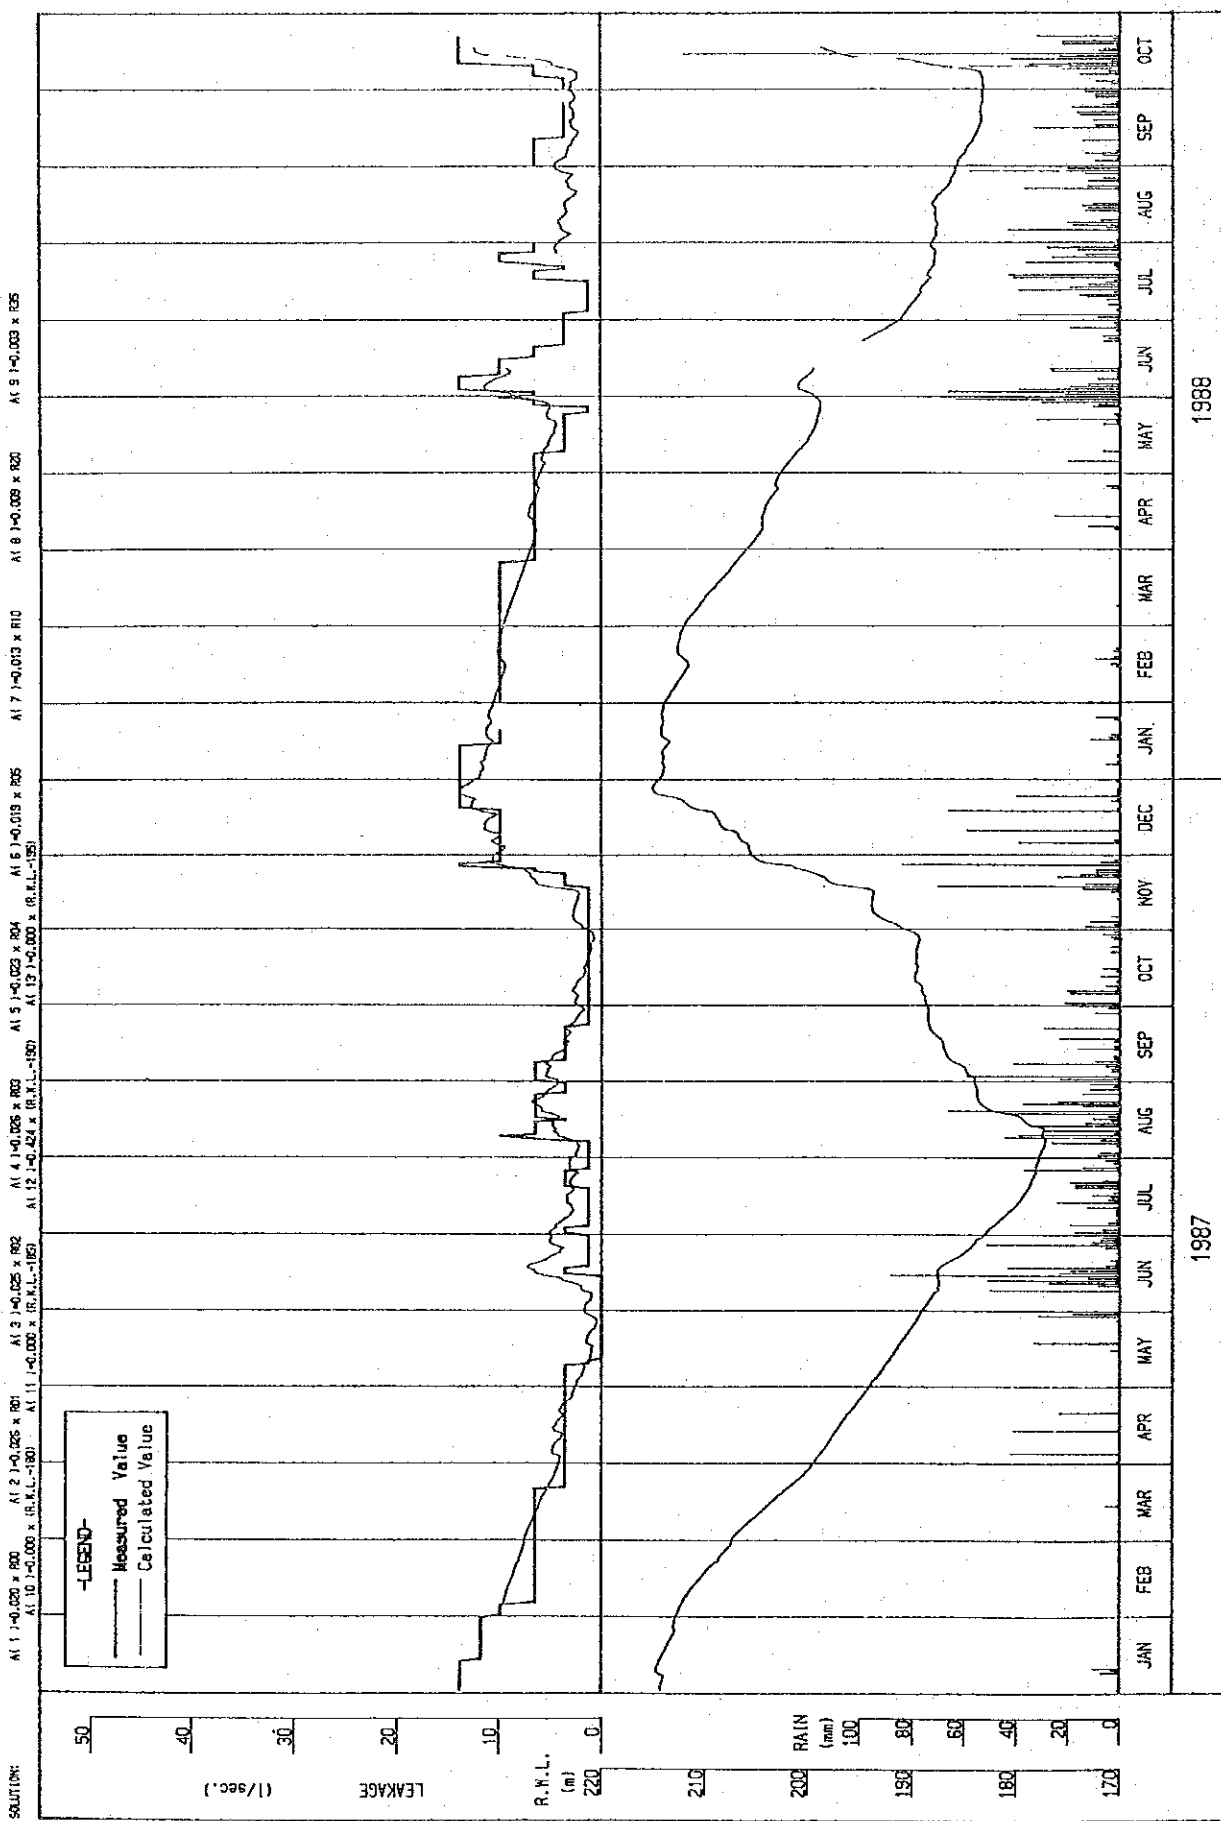 SOLUTION:
A( 1 )=0.020 x R00 A( 2 )=0.025 x R01 A( 3 )=0.025 x R02 A( 4 )=0.026 x R03 A( 5 )=0.023 x R04 A( 6 )=0.019 x R05 A( 7 )=0.013 x R10 A( 8 )=0.009 x R20 A( 9 )=0.003 x R35
A( 10 )=0.000 x (R.W.L.-180) A( 11 )=0.000 x (R.W.L.-185) A( 12 )=0.424 x (R.W.L.-190) A( 13 )=0.000 x (R.W.L.-195)
-LEGEND-
Measured Value
Calculated Value
LEAKAGE (l/sec.)
50
40
30
20
10
0
R.W.L. (m)
220
210
200
190
180
170
RAIN (mm)
100
80
60
40
20
0
JAN FEB MAR APR MAY JUN JUL AUG SEP OCT NOV DEC JAN. FEB MAR APR MAY JUN JUL AUG SEP OCT
1987 1988